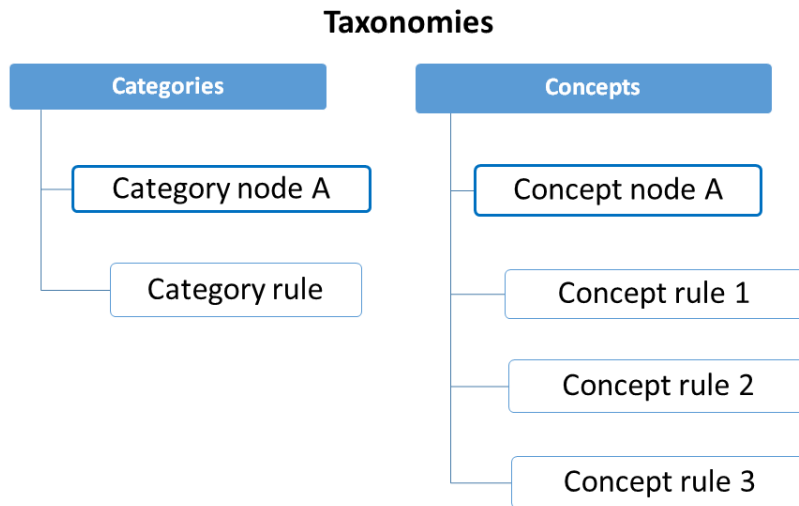 Taxonomies
Categories
Category node A
Category rule
Concepts
Concept node A
Concept rule 1
Concept rule 2
Concept rule 3